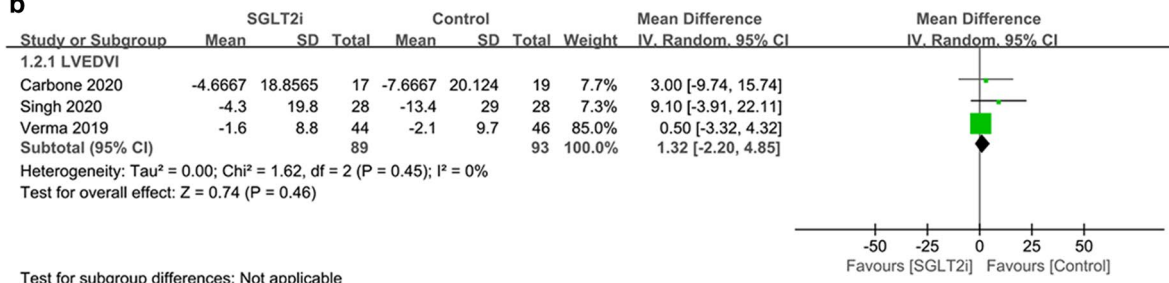 b
SGLT2i Control Mean Difference Mean Difference
Study or Subgroup Mean SD Total Mean SD Total Weight IV. Random. 95% CI IV. Random. 95% CI
1.2.1 LVEDVI
Carbone 2020 -4.6667 18.8565 17 -7.6667 20.124 19 7.7% 3.00 [-9.74, 15.74]
Singh 2020 -4.3 19.8 28 -13.4 29 28 7.3% 9.10 [-3.91, 22.11]
Verma 2019 -1.6 8.8 44 -2.1 9.7 46 85.0% 0.50 [-3.32, 4.32]
Subtotal (95% CI) 89 93 100.0% 1.32 [-2.20, 4.85]
Heterogeneity: Tau² = 0.00; Chi² = 1.62, df = 2 (P = 0.45); I² = 0%
Test for overall effect: Z = 0.74 (P = 0.46)
-50 -25 0 25 50
Favours [SGLT2i] Favours [Control]
Test for subgroup differences: Not applicable